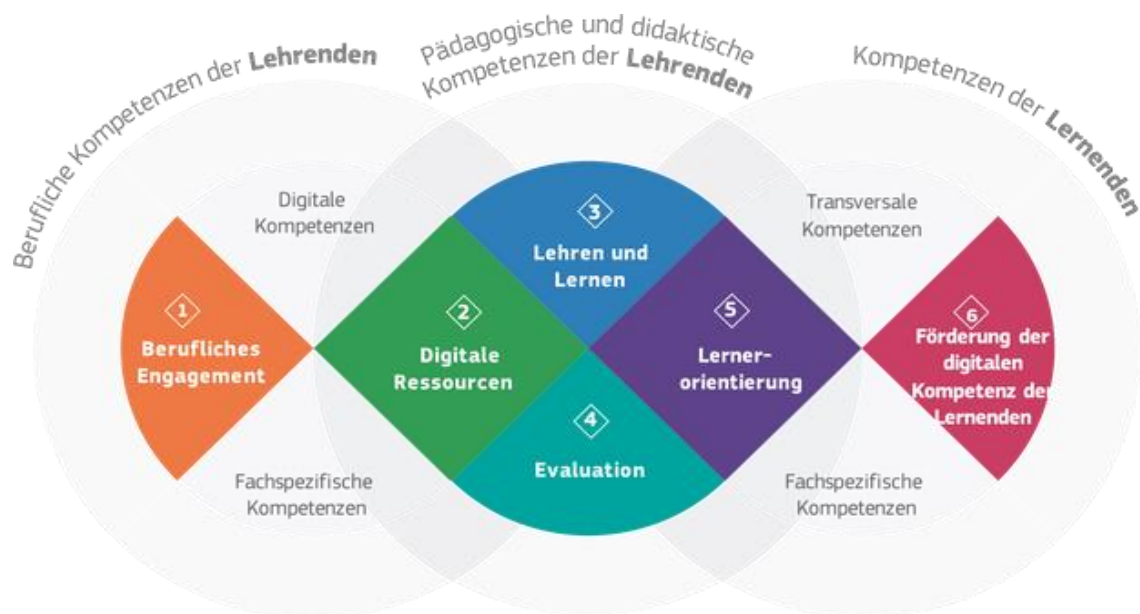 Berufliche Kompetenzen der Lehrenden
Pädagogische und didaktische
Kompetenzen der Lehrenden
Kompetenzen der Lernenden
Digitale
Kompetenzen
Transversale
Kompetenzen
1
Berufliches
Engagement
2
Digitale
Ressourcen
3
Lehren und
Lernen
4
Evaluation
5
Lerner-
orientierung
6
Förderung der
digitalen
Kompetenz der
Lernenden
Fachspezifische
Kompetenzen
Fachspezifische
Kompetenzen